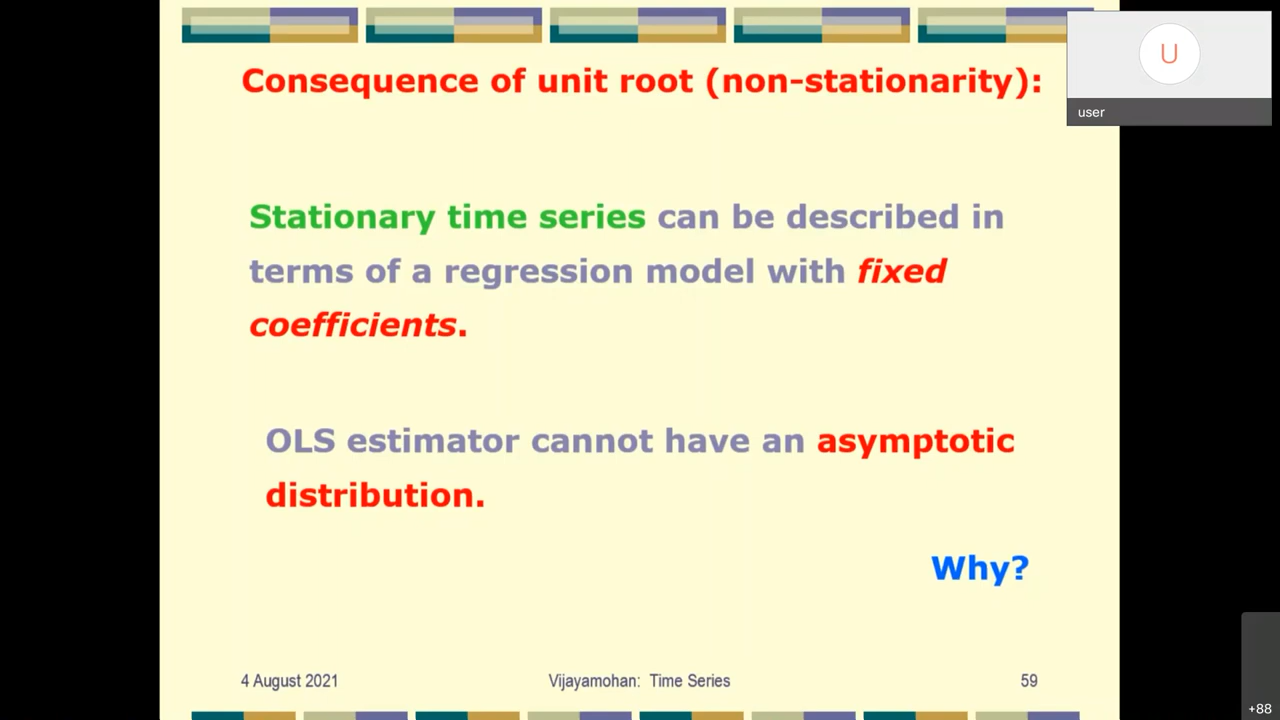 Consequence of unit root (non-stationarity):
U
user
Stationary time series can be described in
terms of a regression model with fixed
coefficients.
OLS estimator cannot have an asymptotic
distribution.
Why?
4 August 2021
Vijayamohan: Time Series
59
+88